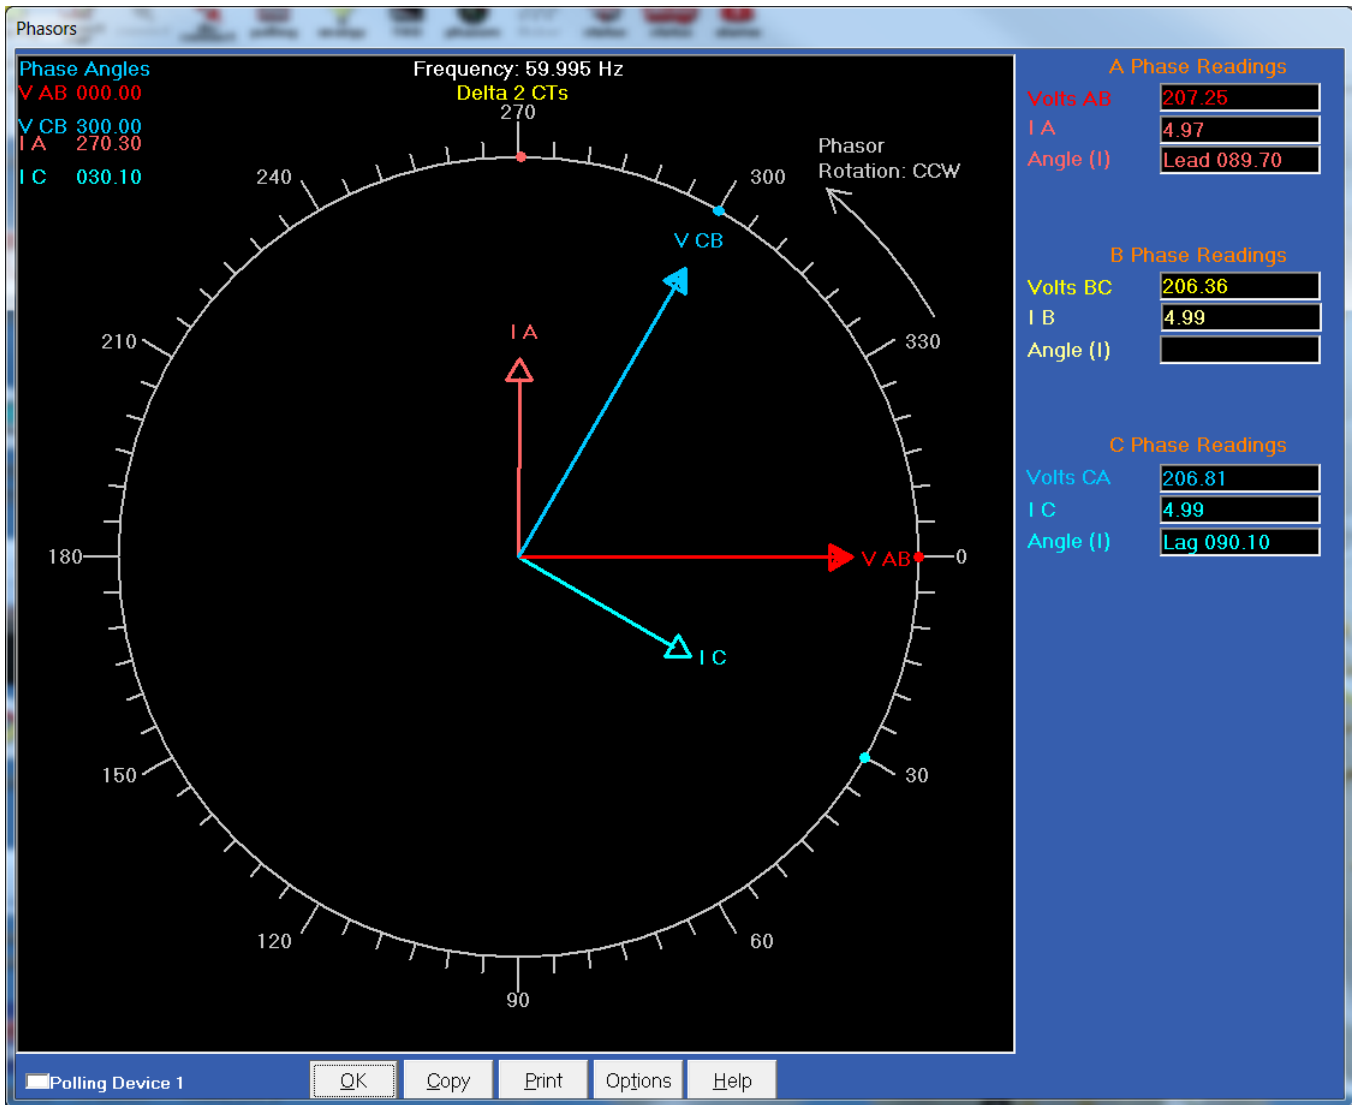 Phasors
Phase Angles
V AB 000.00
V CB 300.00
I A 270.30
I C 030.10
Frequency: 59.995 Hz
Delta 2 CTs
270
Phasor
Rotation: CCW
240
300
V CB
I A
210
330
180
V AB
0
I C
150
30
120
60
90
A Phase Readings
Volts AB 207.25
I A 4.97
Angle (I) Lead 089.70
B Phase Readings
Volts BC 206.36
I B 4.99
Angle (I)
C Phase Readings
Volts CA 206.81
I C 4.99
Angle (I) Lag 090.10
Polling Device 1
OK
Copy
Print
Options
Help